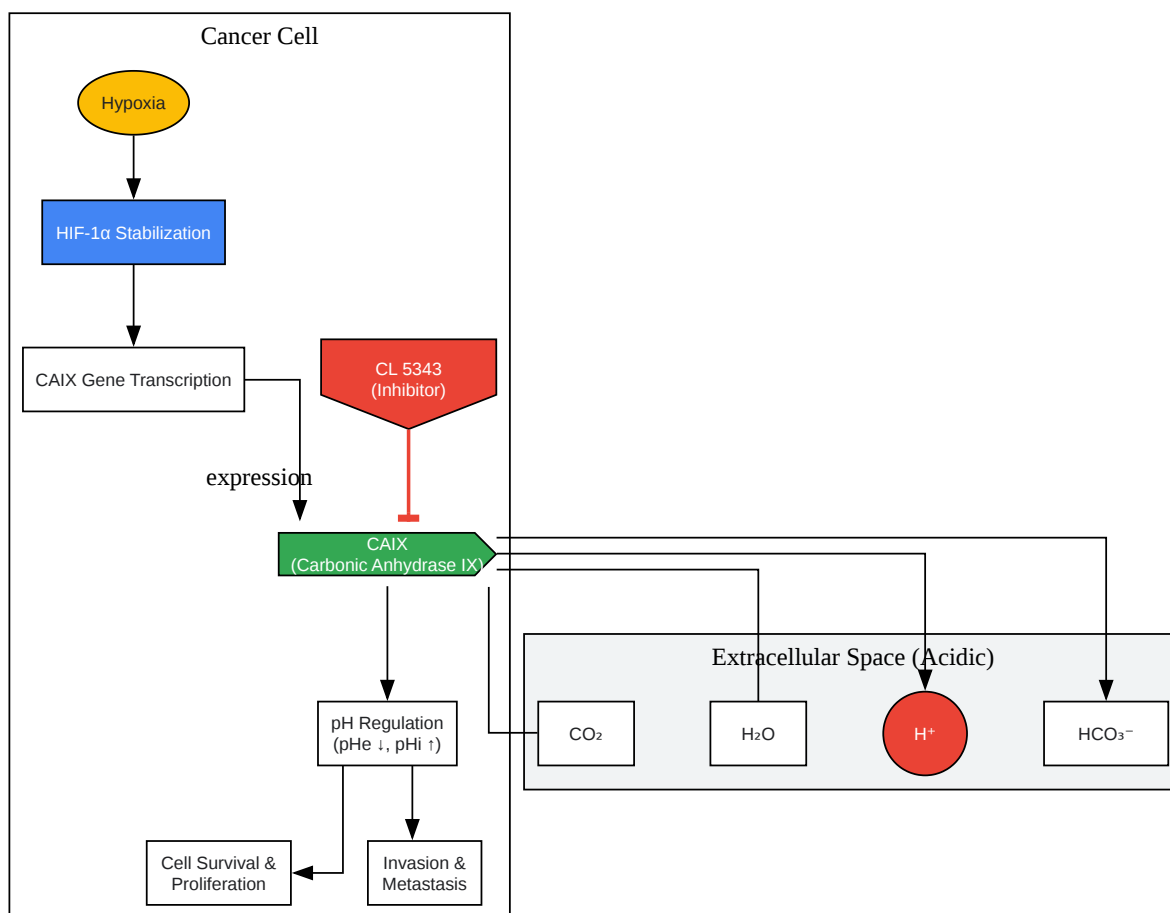 Cancer Cell
Hypoxia
HIF-1α Stabilization
CAIX Gene Transcription
CL 5343
(Inhibitor)
expression
CAIX
(Carbonic Anhydrase IX)
Extracellular Space (Acidic)
pH Regulation
(pHe ↓, pHi ↑)
CO₂
H₂O
H⁺
HCO₃⁻
Cell Survival &
Proliferation
Invasion &
Metastasis